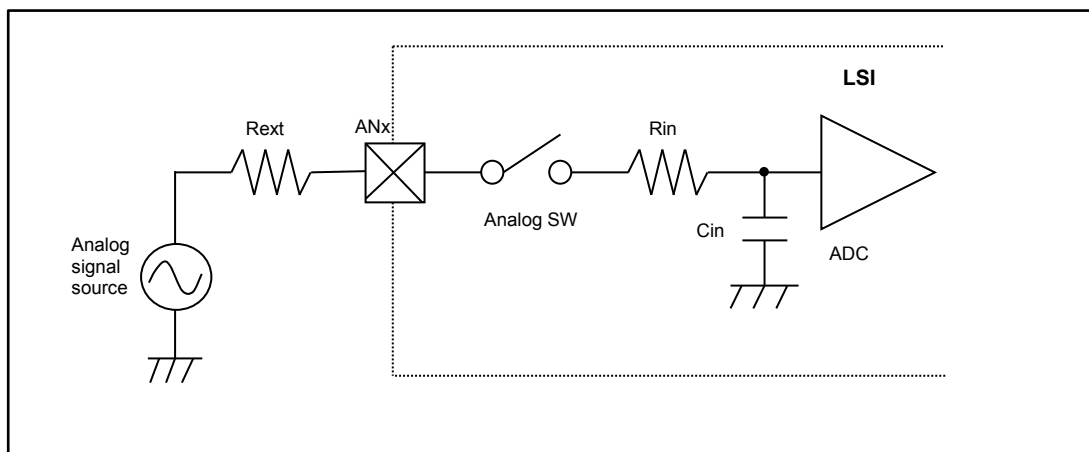 LSI
Rext
ANx
Rin
Analog SW
Cin
ADC
Analog
signal
source